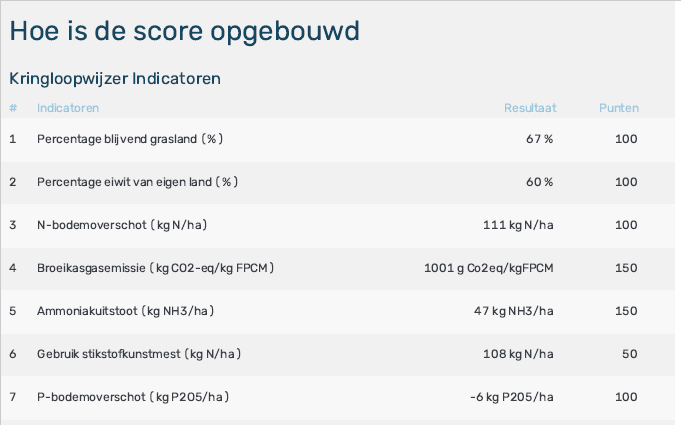 Hoe is de score opgebouwd
Kringloopwijzer Indicatoren
# Indicatoren Resultaat Punten
1 Percentage blijvend grasland (%) 67 % 100
2 Percentage eiwit van eigen land (%) 60 % 100
3 N-bodemoverschot (kg N/ha) 111 kg N/ha 100
4 Broeikasgasemissie (kg CO2-eq/kg FPCM) 1001 g Co2eq/kgFPCM 150
5 Ammoniakuitstoot (kg NH3/ha) 47 kg NH3/ha 150
6 Gebruik stikstofkunstmest (kg N/ha) 108 kg N/ha 50
7 P-bodemoverschot (kg P2O5/ha) -6 kg P2O5/ha 100